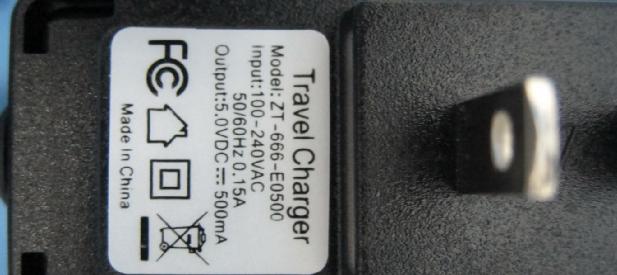 Travel Charger
Model: ZT-666-E0500
Input:100-240VAC
50/60Hz 0.15A
Output:5.0VDC⎓500mA
FC
Made In China